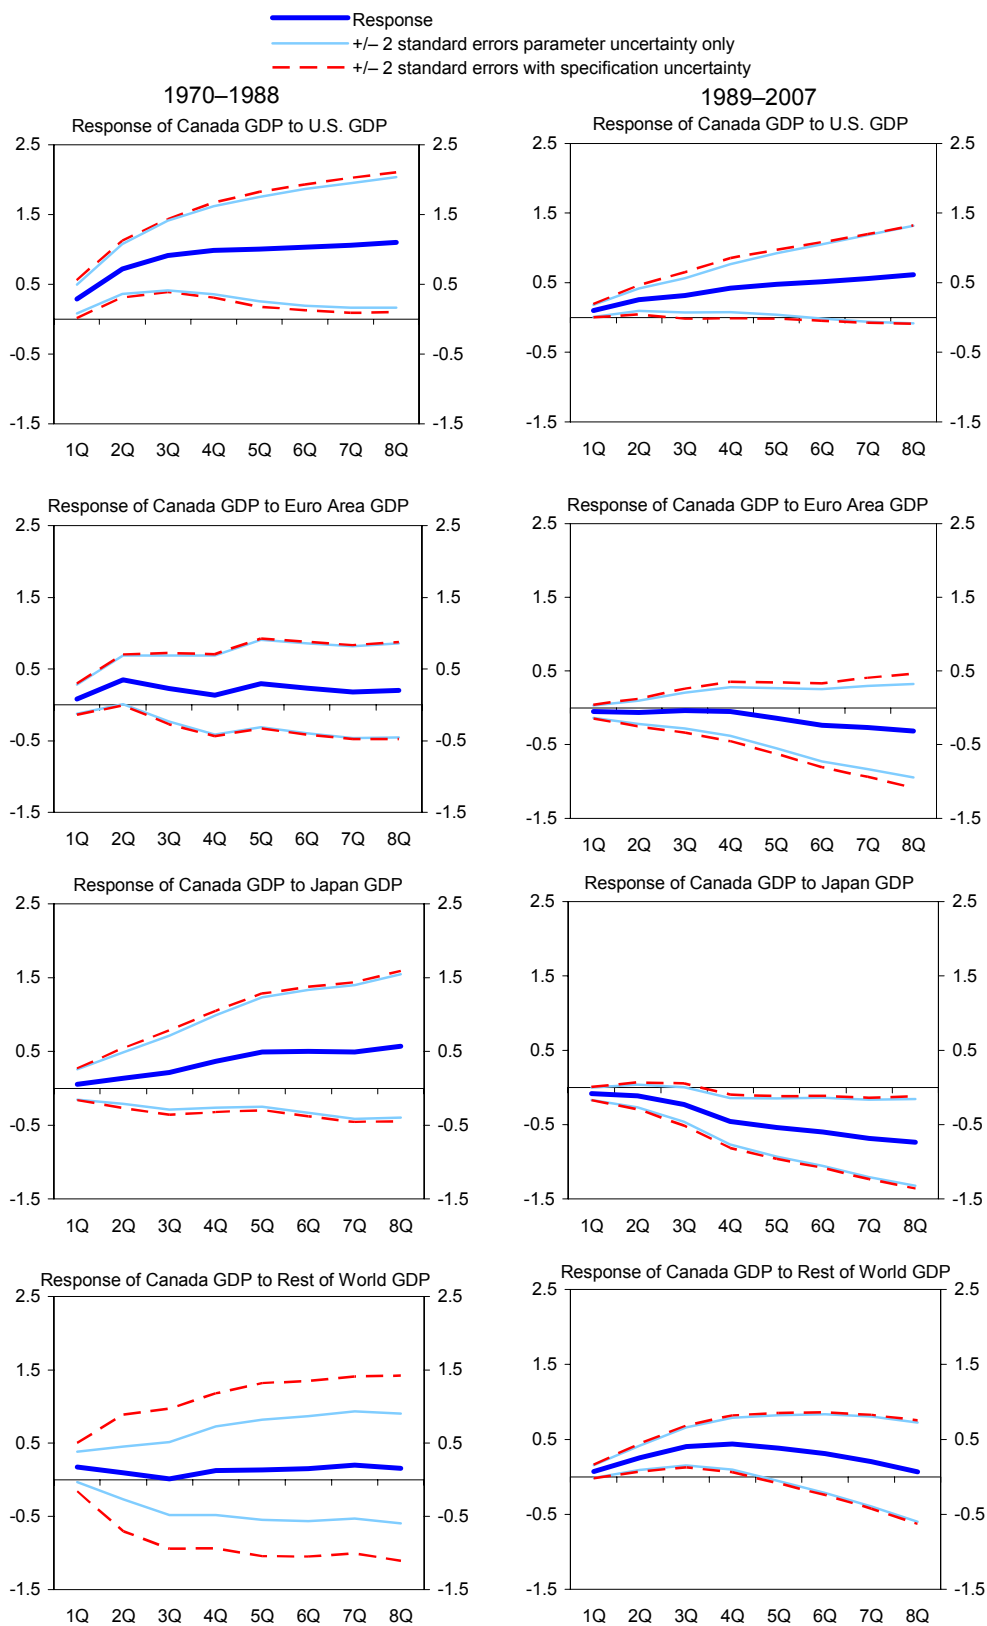 Response
+/– 2 standard errors parameter uncertainty only
+/– 2 standard errors with specification uncertainty
1970–1988
1989–2007
Response of Canada GDP to U.S. GDP
2.5 2.5
1.5 1.5
0.5 0.5
-0.5 -0.5
-1.5 -1.5
1Q 2Q 3Q 4Q 5Q 6Q 7Q 8Q
Response of Canada GDP to U.S. GDP
2.5 2.5
1.5 1.5
0.5 0.5
-0.5 -0.5
-1.5 -1.5
1Q 2Q 3Q 4Q 5Q 6Q 7Q 8Q
Response of Canada GDP to Euro Area GDP
2.5 2.5
1.5 1.5
0.5 0.5
-0.5 -0.5
-1.5 -1.5
1Q 2Q 3Q 4Q 5Q 6Q 7Q 8Q
Response of Canada GDP to Euro Area GDP
2.5 2.5
1.5 1.5
0.5 0.5
-0.5 -0.5
-1.5 -1.5
1Q 2Q 3Q 4Q 5Q 6Q 7Q 8Q
Response of Canada GDP to Japan GDP
2.5 2.5
1.5 1.5
0.5 0.5
-0.5 -0.5
-1.5 -1.5
1Q 2Q 3Q 4Q 5Q 6Q 7Q 8Q
Response of Canada GDP to Japan GDP
2.5 2.5
1.5 1.5
0.5 0.5
-0.5 -0.5
-1.5 -1.5
1Q 2Q 3Q 4Q 5Q 6Q 7Q 8Q
Response of Canada GDP to Rest of World GDP
2.5 2.5
1.5 1.5
0.5 0.5
-0.5 -0.5
-1.5 -1.5
1Q 2Q 3Q 4Q 5Q 6Q 7Q 8Q
Response of Canada GDP to Rest of World GDP
2.5 2.5
1.5 1.5
0.5 0.5
-0.5 -0.5
-1.5 -1.5
1Q 2Q 3Q 4Q 5Q 6Q 7Q 8Q